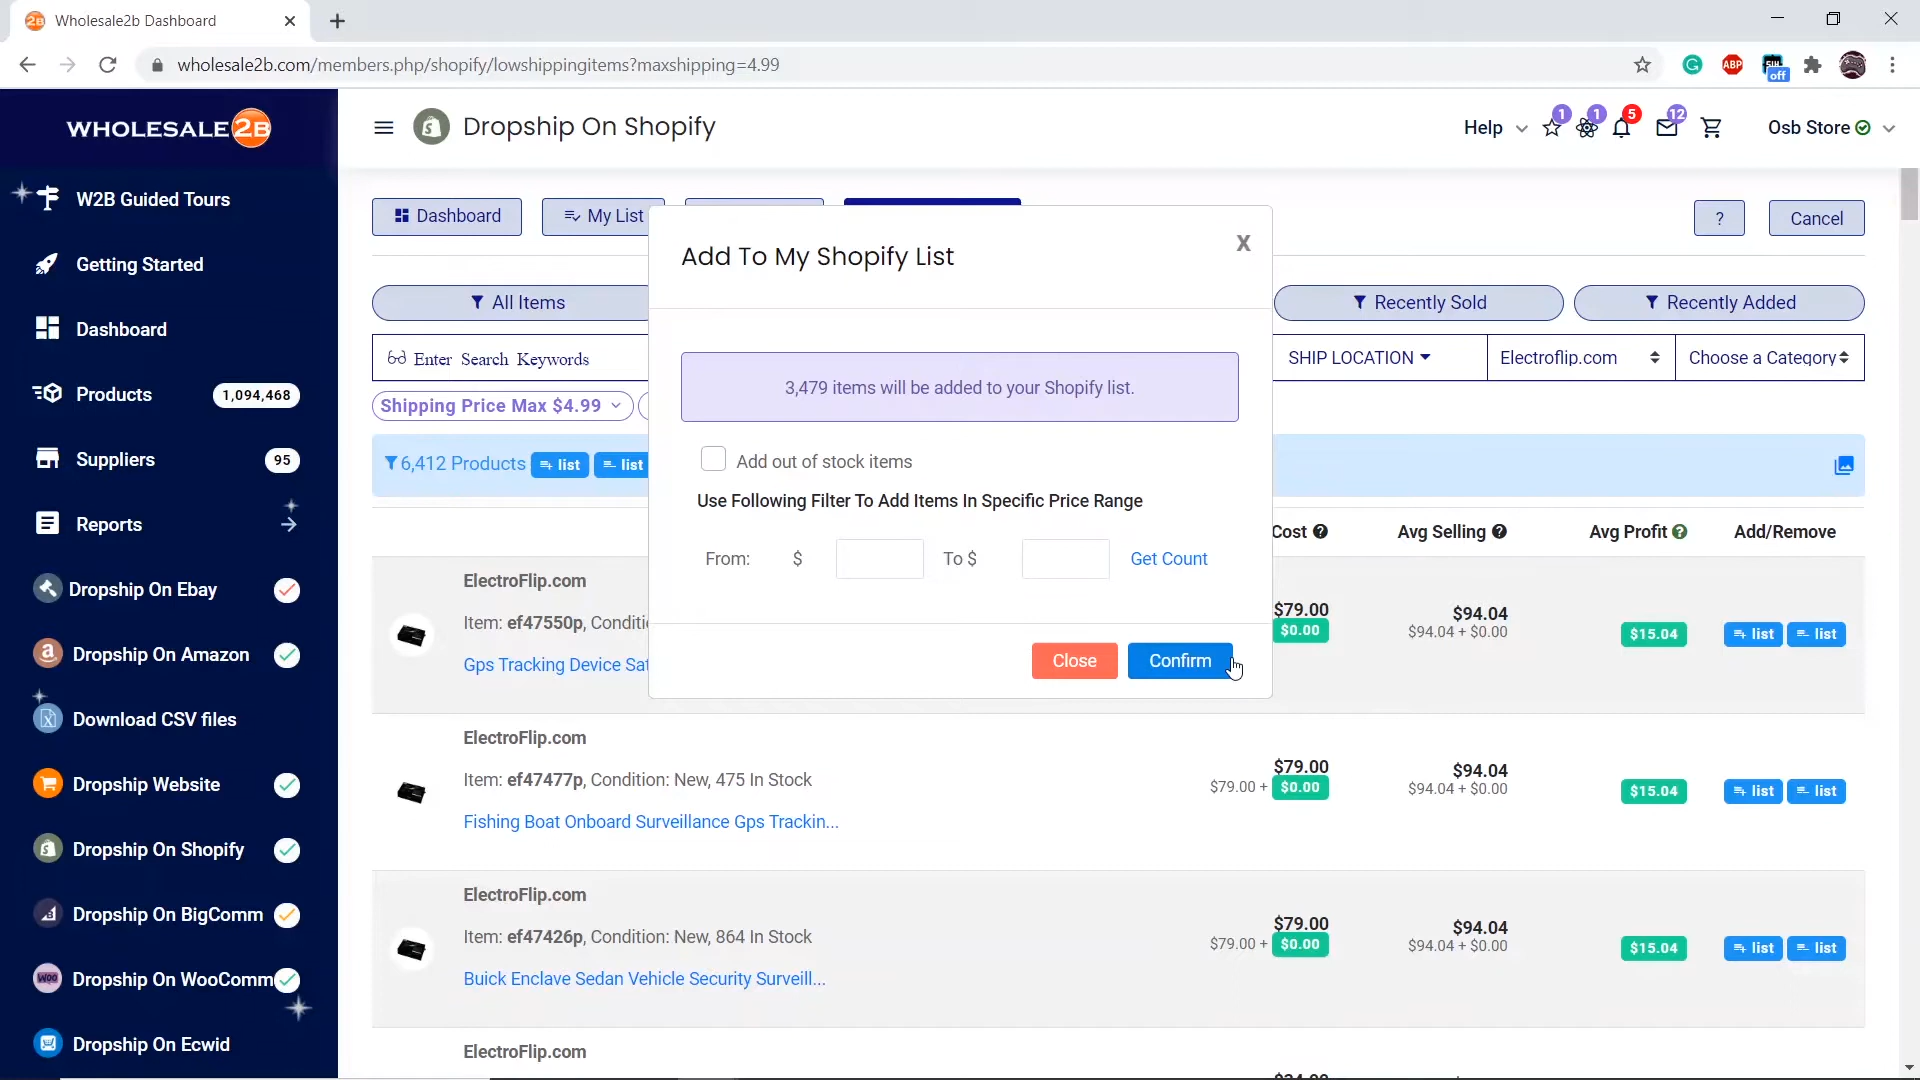 Wholesale2b Dashboard
wholesale2b.com/members.php/shopify/lowshippingitems?maxshipping=4.99
ABP
off
WHOLESALE2B
Dropship On Shopify
Help
1
1
5
12
Osb Store
W2B Guided Tours
Getting Started
Dashboard
Products 1,094,468
Suppliers 95
Reports
Dropship On Ebay
Dropship On Amazon
Download CSV files
Dropship Website
Dropship On Shopify
Dropship On BigComm
Dropship On WooComm
Dropship On Ecwid
Dashboard
My List
?
Cancel
All Items
Recently Sold
Recently Added
Enter Search Keywords
SHIP LOCATION
Electroflip.com
Choose a Category
Shipping Price Max $4.99
6,412 Products list list
Add To My Shopify List
X
3,479 items will be added to your Shopify list.
Add out of stock items
Use Following Filter To Add Items In Specific Price Range
From: $ To $ Get Count
Close
Confirm
Cost Avg Selling Avg Profit Add/Remove
ElectroFlip.com
Item: ef47550p, Conditi
Gps Tracking Device Sat
$79.00
$0.00
$94.04
$94.04 + $0.00
$15.04
list list
ElectroFlip.com
Item: ef47477p, Condition: New, 475 In Stock
Fishing Boat Onboard Surveillance Gps Trackin...
$79.00
$79.00 + $0.00
$94.04
$94.04 + $0.00
$15.04
list list
ElectroFlip.com
Item: ef47426p, Condition: New, 864 In Stock
Buick Enclave Sedan Vehicle Security Surveill...
$79.00
$79.00 + $0.00
$94.04
$94.04 + $0.00
$15.04
list list
ElectroFlip.com